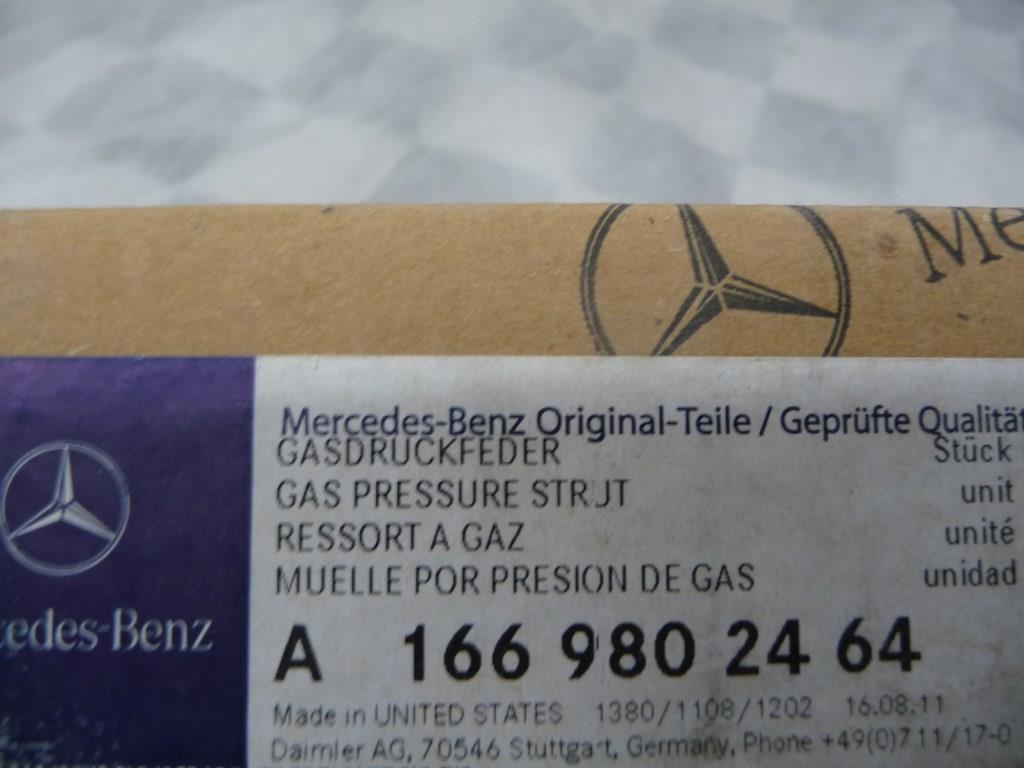 Me
Mercedes-Benz Original-Teile / Geprüfte Qualität
GASDRUCKFEDER Stück
GAS PRESSURE STRUT unit
RESSORT A GAZ unité
MUELLE POR PRESION DE GAS unidad
cedes-Benz
A 166 980 24 64
Made in UNITED STATES 1380/1108/1202 16.08.11
Daimler AG, 70546 Stuttgart, Germany, Phone +49(0)711/17-0